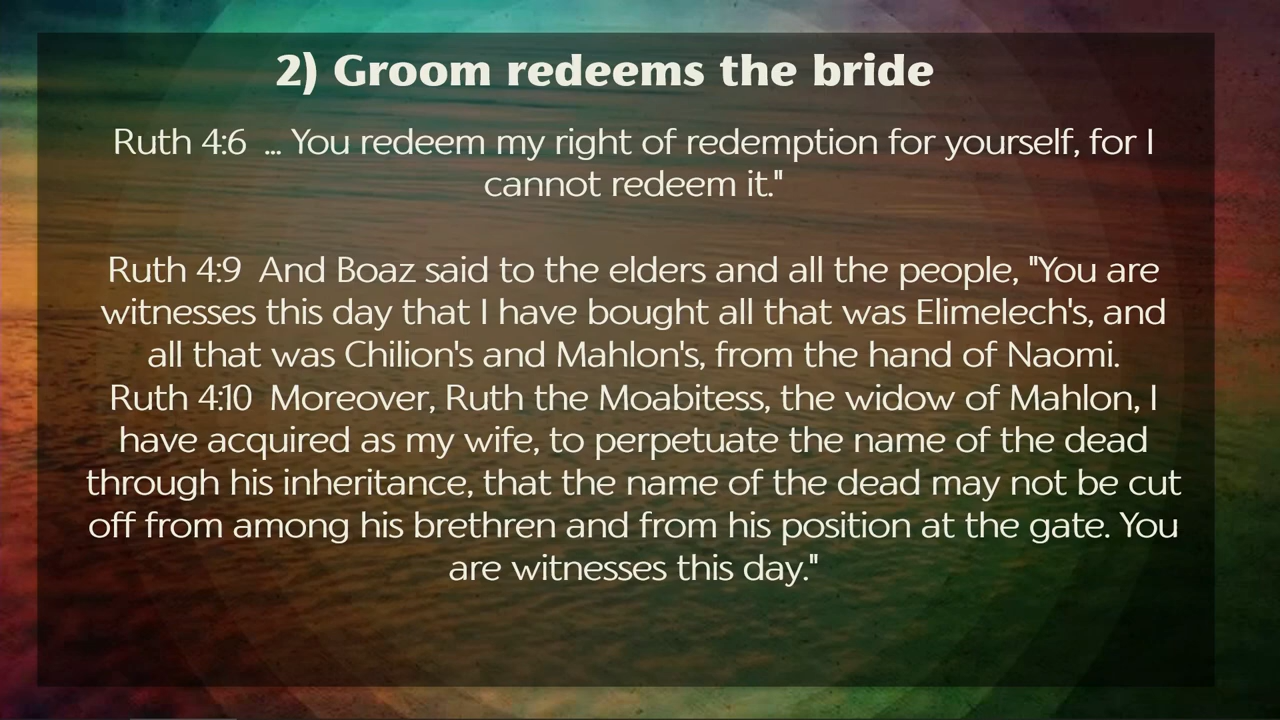 2) Groom redeems the bride
Ruth 4:6  ... You redeem my right of redemption for yourself, for I
cannot redeem it."
Ruth 4:9  And Boaz said to the elders and all the people, "You are
witnesses this day that I have bought all that was Elimelech's, and
all that was Chilion's and Mahlon's, from the hand of Naomi.
Ruth 4:10  Moreover, Ruth the Moabitess, the widow of Mahlon, I
have acquired as my wife, to perpetuate the name of the dead
through his inheritance, that the name of the dead may not be cut
off from among his brethren and from his position at the gate. You
are witnesses this day."